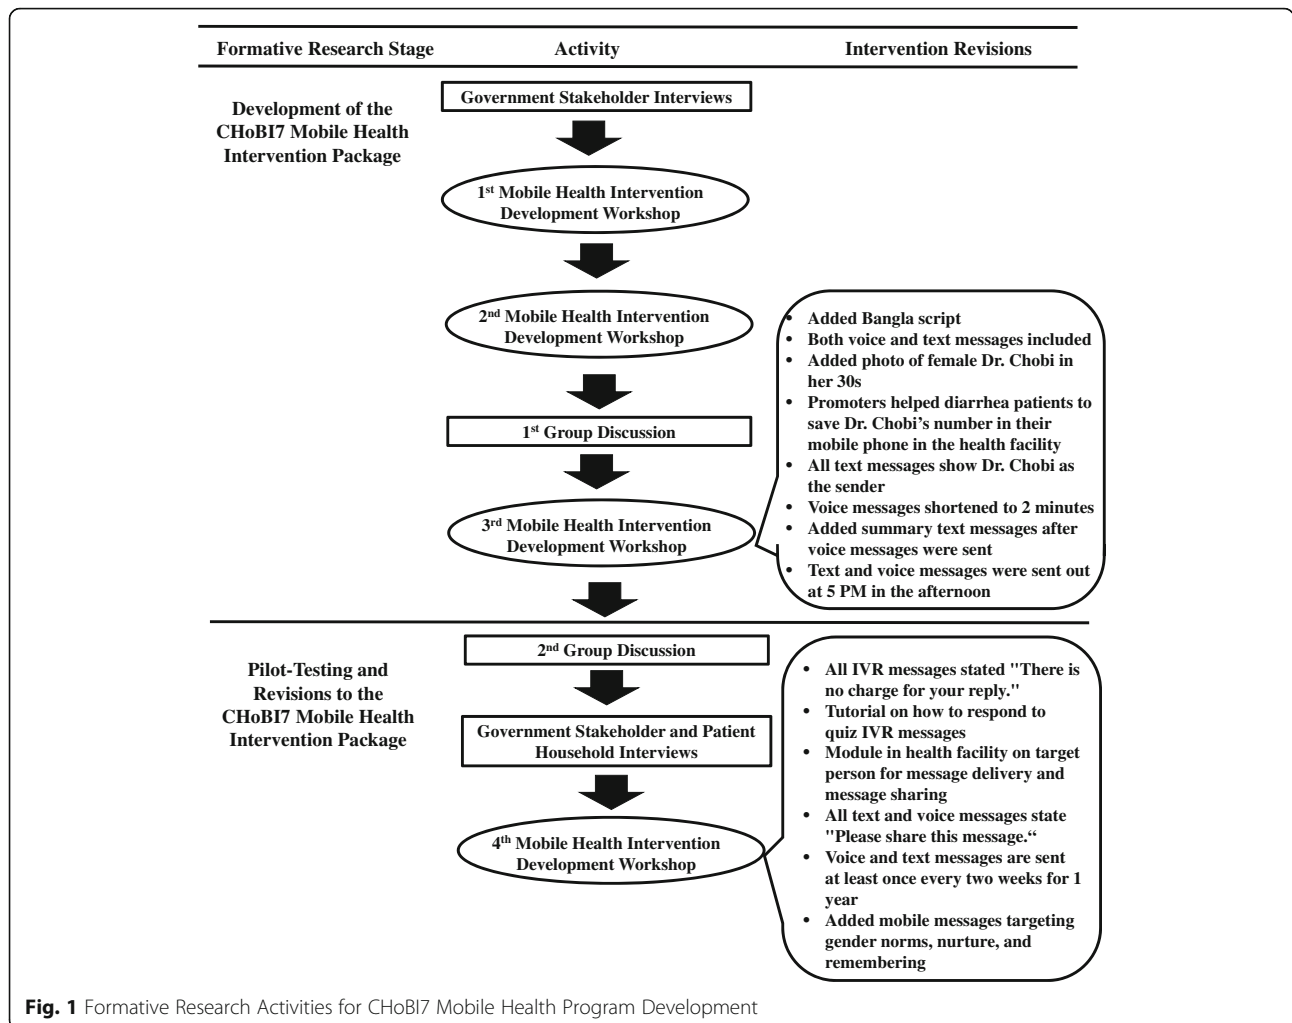 Formative Research Stage
Activity
Intervention Revisions
Development of the
CHoBI7 Mobile Health
Intervention Package
Government Stakeholder Interviews
1st Mobile Health Intervention
Development Workshop
2nd Mobile Health Intervention
Development Workshop
1st Group Discussion
3rd Mobile Health Intervention
Development Workshop
• Added Bangla script
• Both voice and text messages included
• Added photo of female Dr. Chobi in
her 30s
• Promoters helped diarrhea patients to
save Dr. Chobi's number in their
mobile phone in the health facility
• All text messages show Dr. Chobi as
the sender
• Voice messages shortened to 2 minutes
• Added summary text messages after
voice messages were sent
• Text and voice messages were sent out
at 5 PM in the afternoon
Pilot-Testing and
Revisions to the
CHoBI7 Mobile Health
Intervention Package
2nd Group Discussion
Government Stakeholder and Patient
Household Interviews
4th Mobile Health Intervention
Development Workshop
• All IVR messages stated "There is
no charge for your reply."
• Tutorial on how to respond to
quiz IVR messages
• Module in health facility on target
person for message delivery and
message sharing
• All text and voice messages state
"Please share this message.“
• Voice and text messages are sent
at least once every two weeks for 1
year
• Added mobile messages targeting
gender norms, nurture, and
remembering
Fig. 1 Formative Research Activities for CHoBI7 Mobile Health Program Development